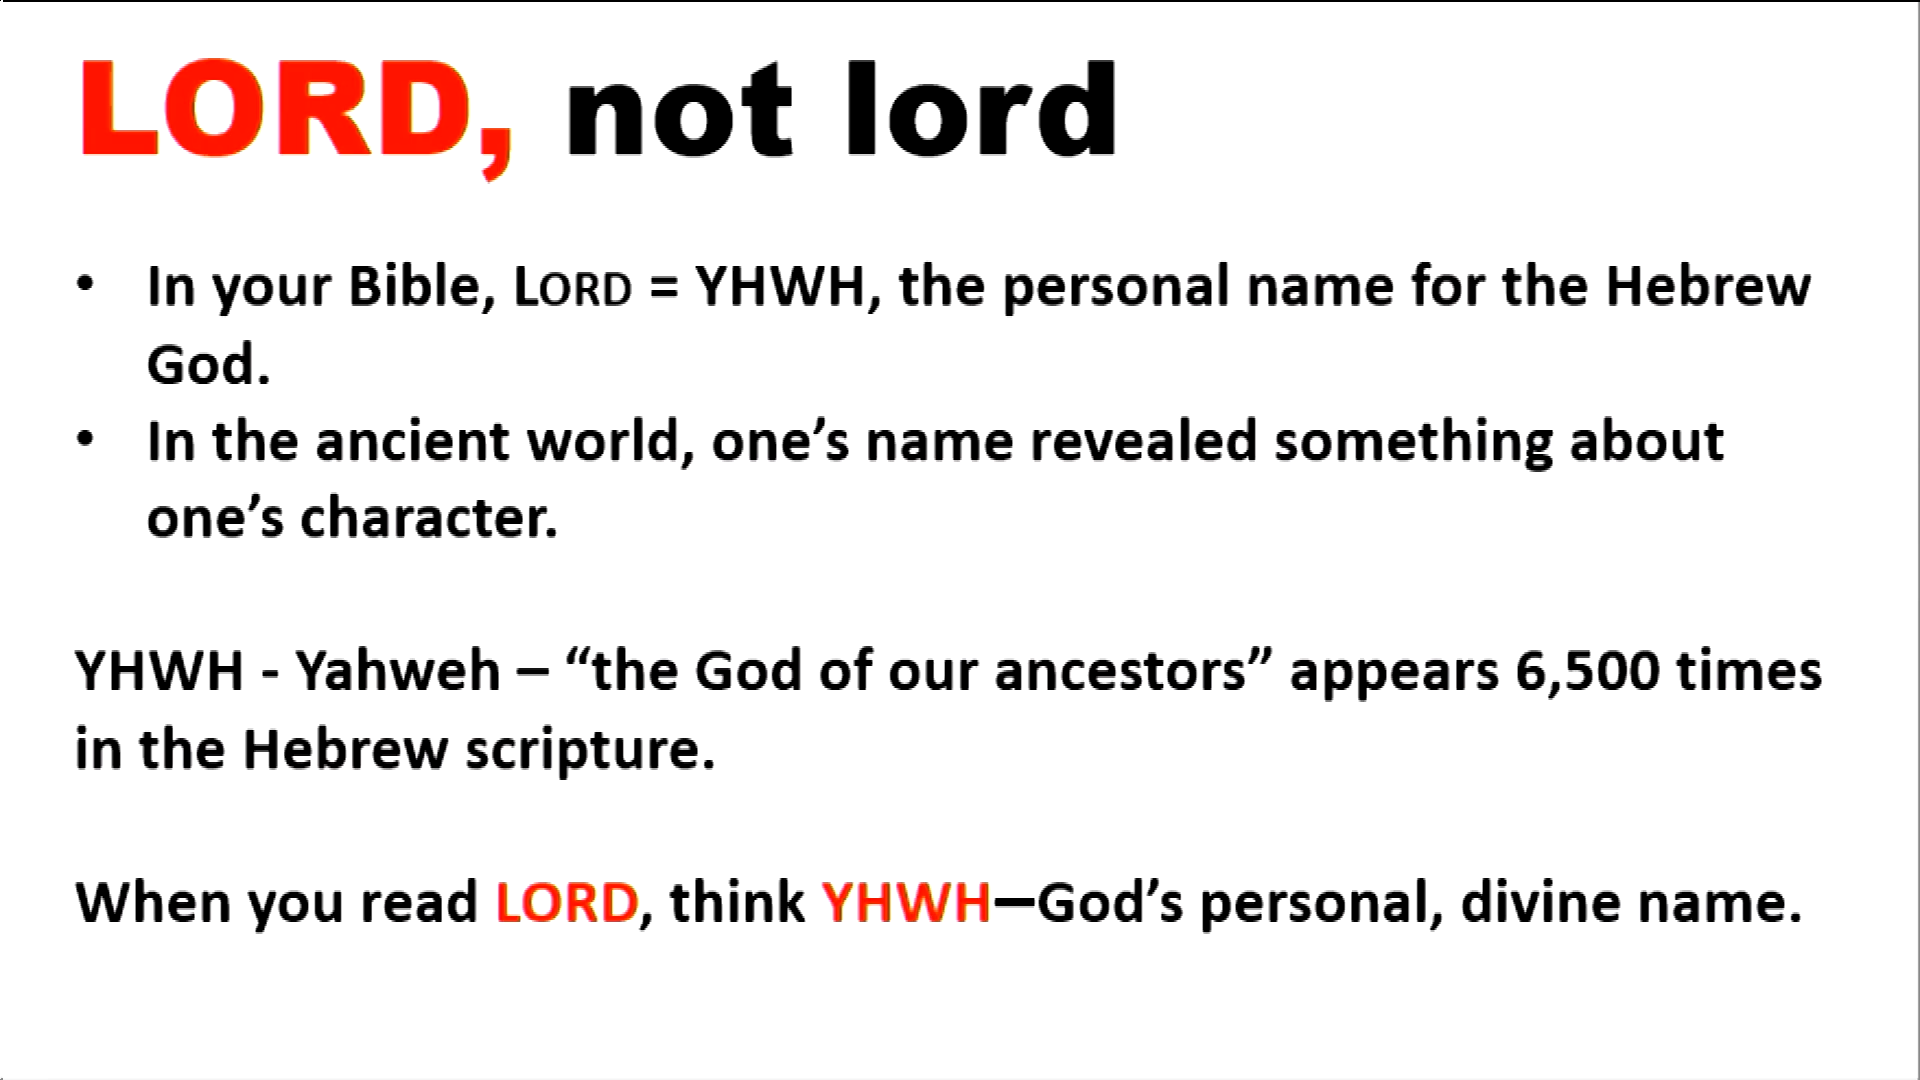 LORD, not lord
• In your Bible, LORD = YHWH, the personal name for the Hebrew
God.
• In the ancient world, one’s name revealed something about
one’s character.
YHWH - Yahweh – “the God of our ancestors” appears 6,500 times
in the Hebrew scripture.
When you read LORD, think YHWH—God’s personal, divine name.